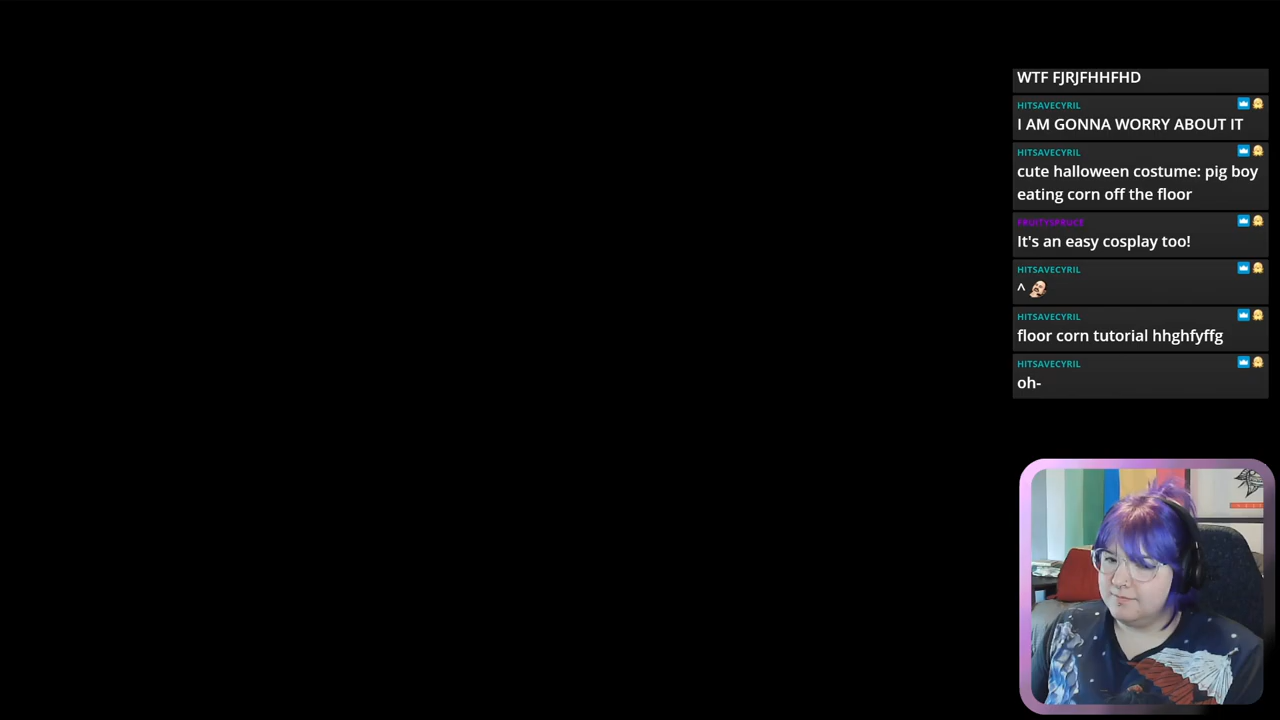 WTF FJRJFHHFHD
HITSAVECYRIL
I AM GONNA WORRY ABOUT IT
HITSAVECYRIL
cute halloween costume: pig boy
eating corn off the floor
FRUITYSPRUCE
It's an easy cosplay too!
HITSAVECYRIL
^
HITSAVECYRIL
floor corn tutorial hhghfyffg
HITSAVECYRIL
oh-